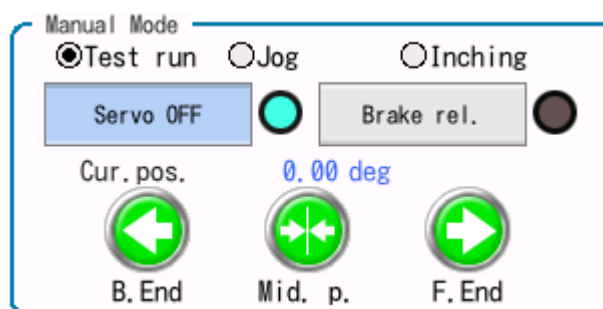 Manual Mode
Test run Jog Inching
Servo OFF Brake rel.
Cur.pos. 0.00 deg
B.End Mid. p. F.End